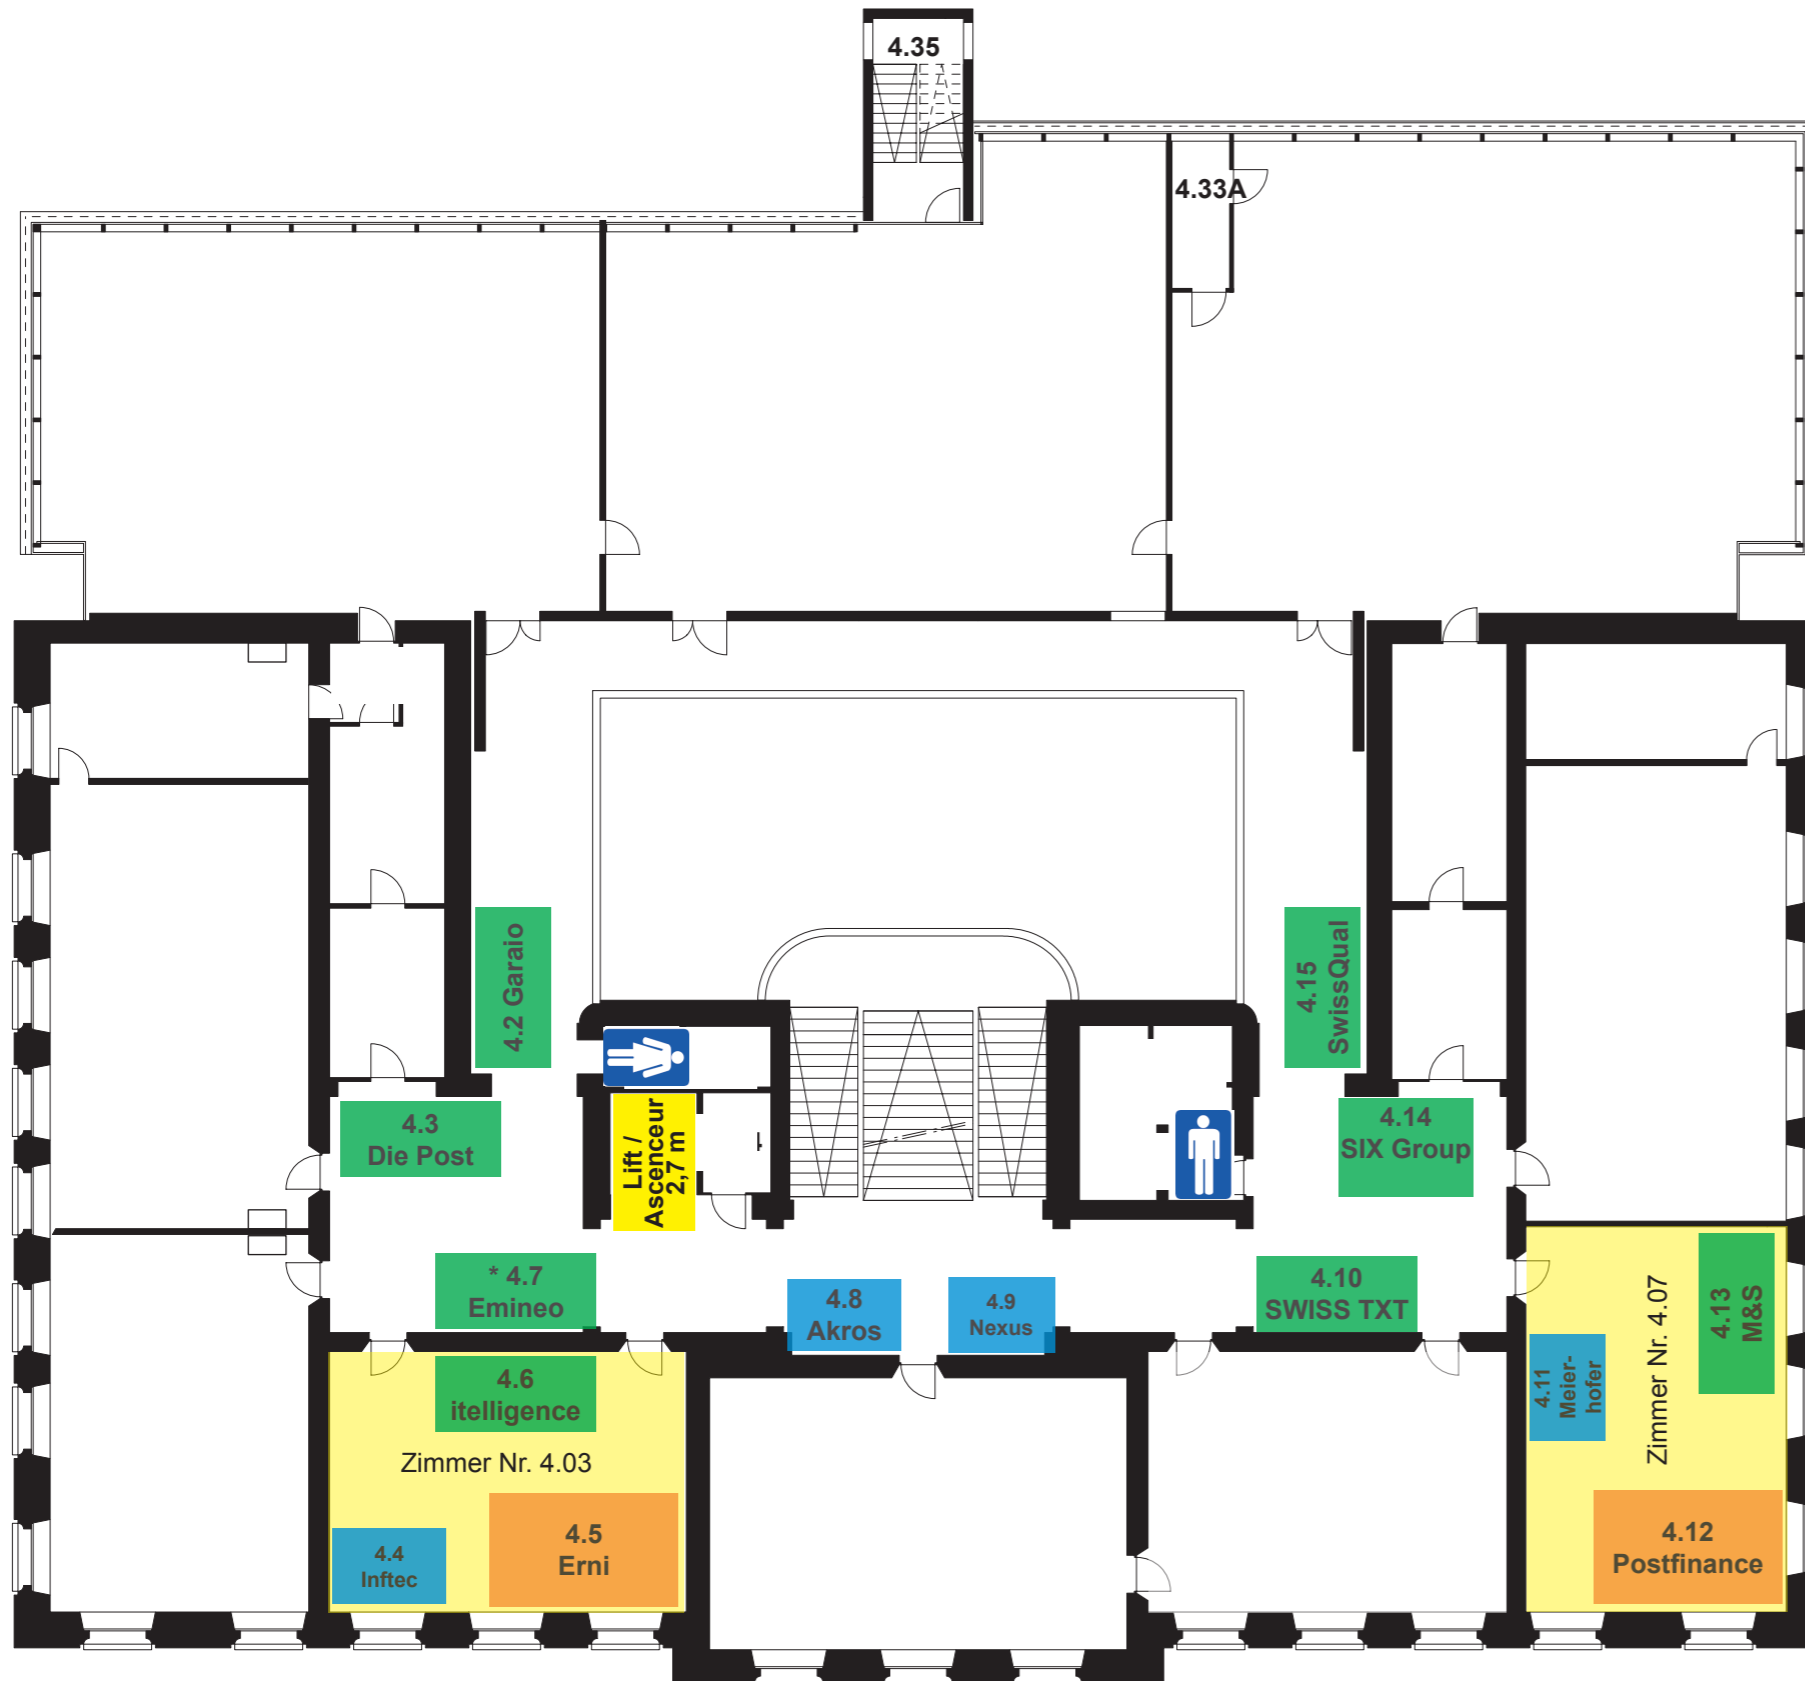 4.35
4.33A
4.2 Garaio
4.15
SwissQual
4.3
Die Post
Lift /
Ascenceur
2,7 m
4.14
SIX Group
* 4.7
Emineo
4.8
Akros
4.9
Nexus
4.10
SWISS TXT
4.13
M&S
Zimmer Nr. 4.07
4.11
Meier-
hofer
4.6
itelligence
Zimmer Nr. 4.03
4.5
Erni
4.4
Inftec
4.12
Postfinance